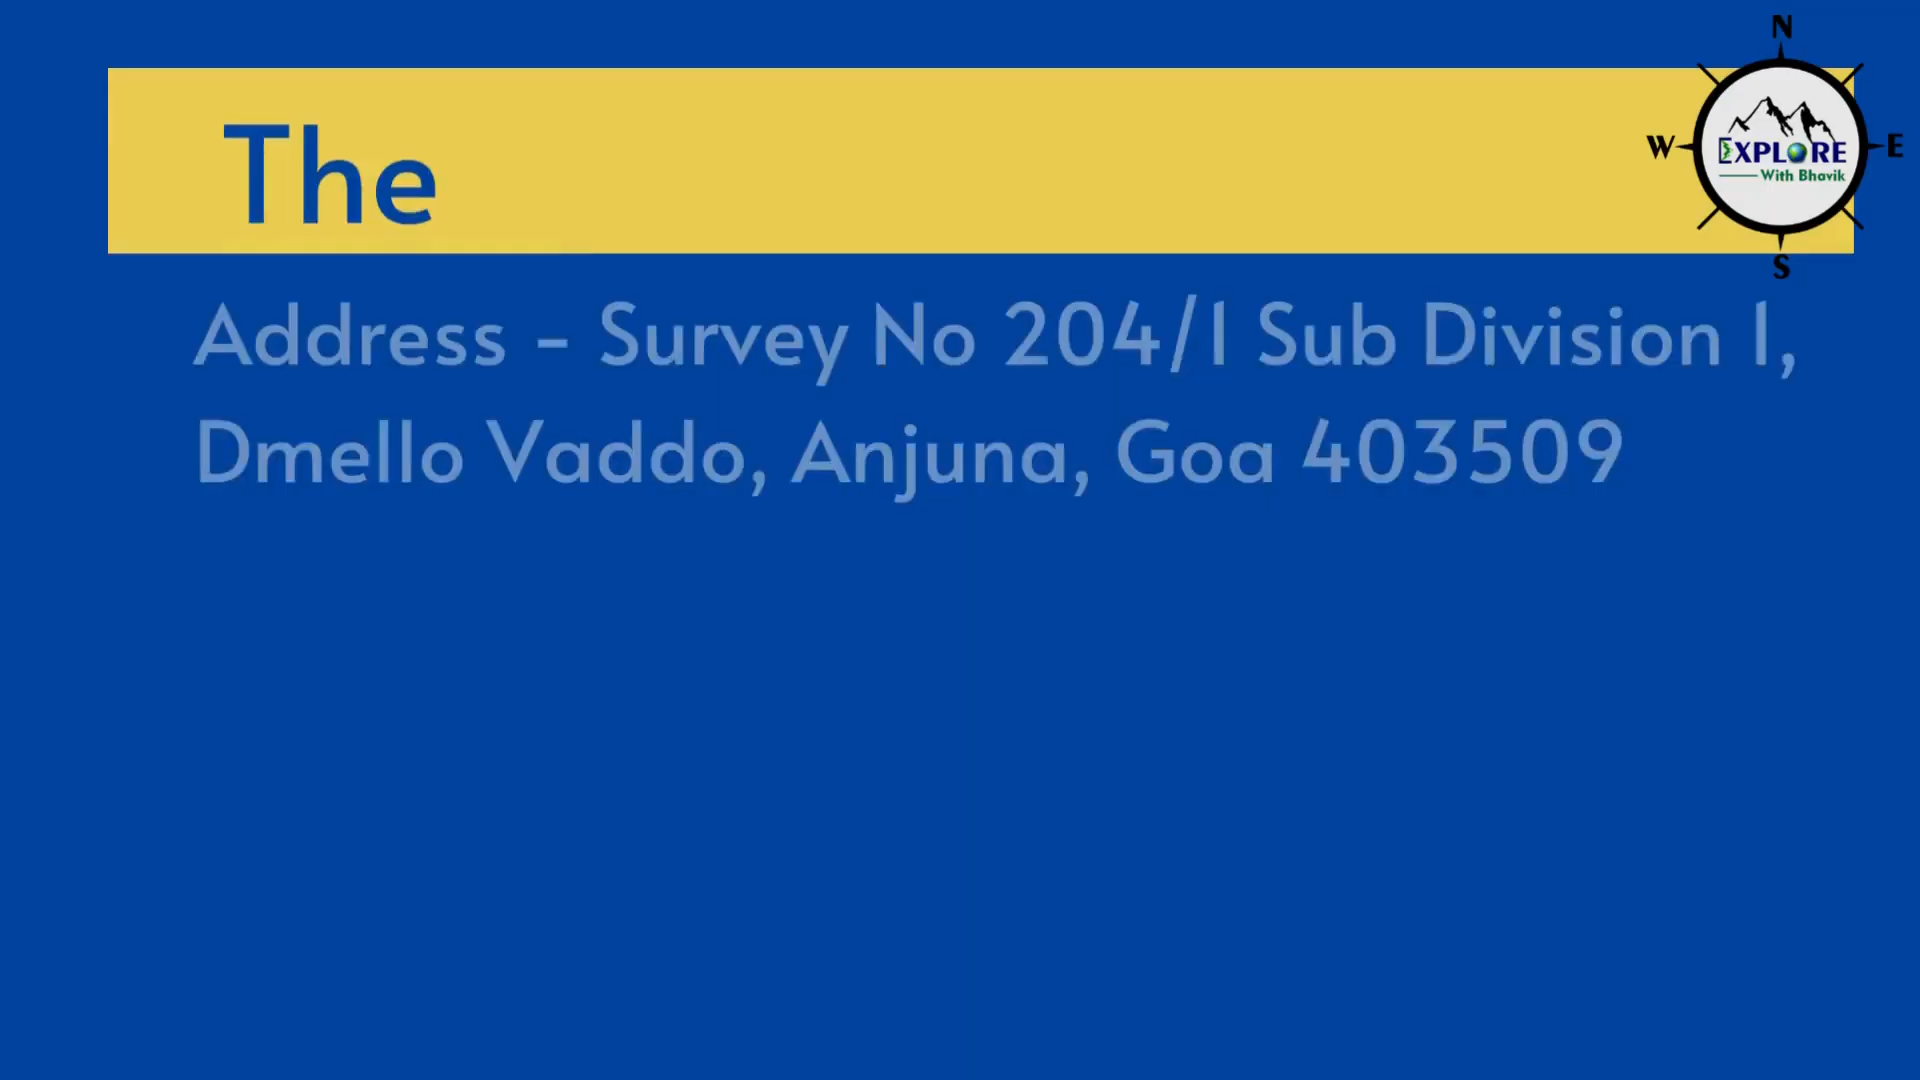 N
The
W E
EXPLORE
With Bhavik
S
Address - Survey No 204/1 Sub Division 1,
Dmello Vaddo, Anjuna, Goa 403509